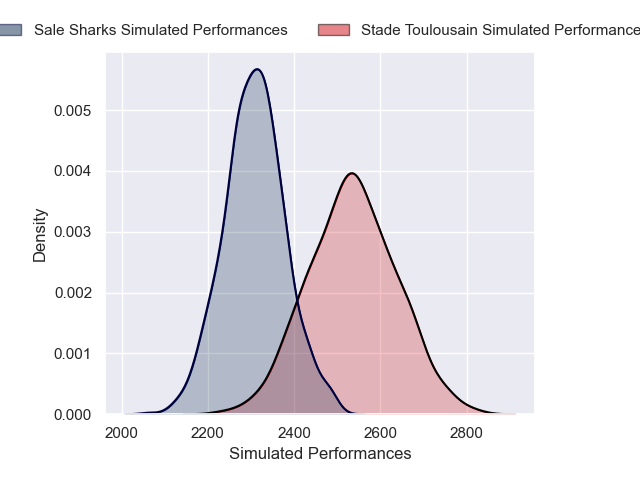 Sale Sharks Simulated Performances Stade Toulousain Simulated Performance
0.005
0.004
0.003
0.002
0.001
0.000
Density
2000 2200 2400 2600 2800
Simulated Performances